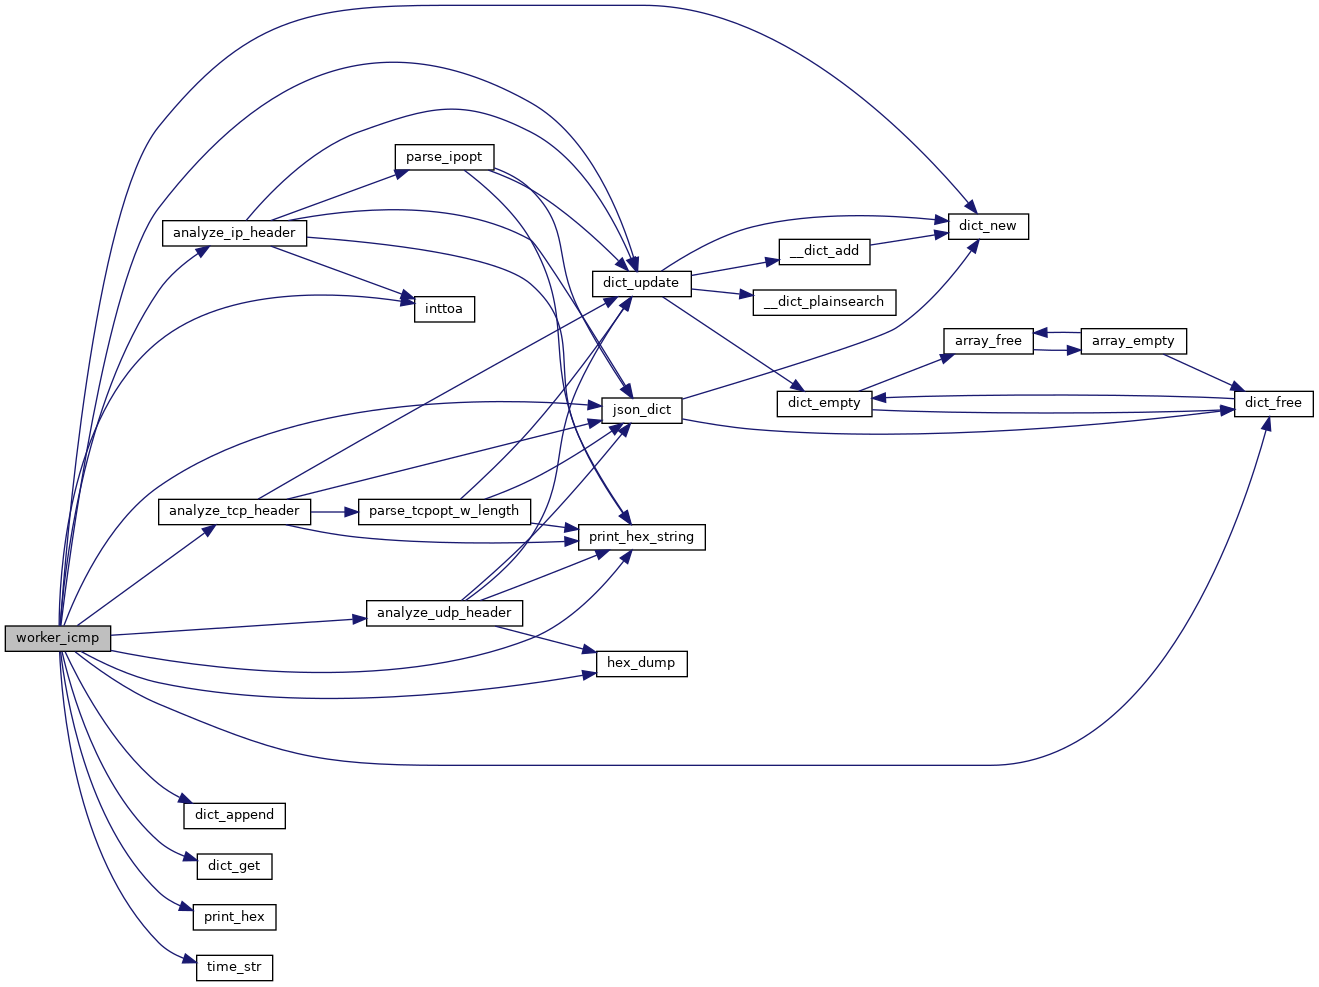 parse_ipopt
dict_new
analyze_ip_header
__dict_add
dict_update
__dict_plainsearch
inttoa
array_free
array_empty
dict_empty
dict_free
json_dict
analyze_tcp_header
parse_tcpopt_w_length
print_hex_string
analyze_udp_header
worker_icmp
hex_dump
dict_append
dict_get
print_hex
time_str